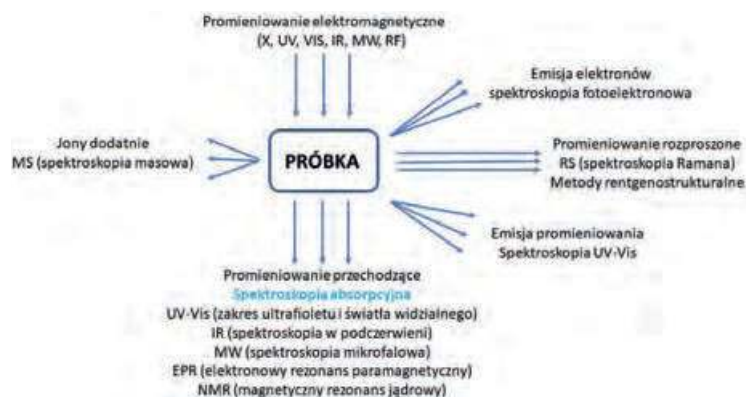 Promieniowanie elektromagnetyczne
(X, UV, VIS, IR, MW, RF)
Emisja elektronów
spektroskopia fotoelektronowa
Jony dodatnie
MS (spektroskopia masowa)
PRÓBKA
Promieniowanie rozproszone
RS (spektroskopia Ramana)
Metody rentgenostrukturalne
Emisja promieniowania
Spektroskopia UV-Vis
Promieniowanie przechodzące
Spektroskopia absorpcyjna
UV-Vis (zakres ultrafioletu i światła widzialnego)
IR (spektroskopia w podczerwieni)
MW (spektroskopia mikrofalowa)
EPR (elektronowy rezonans paramagnetyczny)
NMR (magnetyczny rezonans jądrowy)